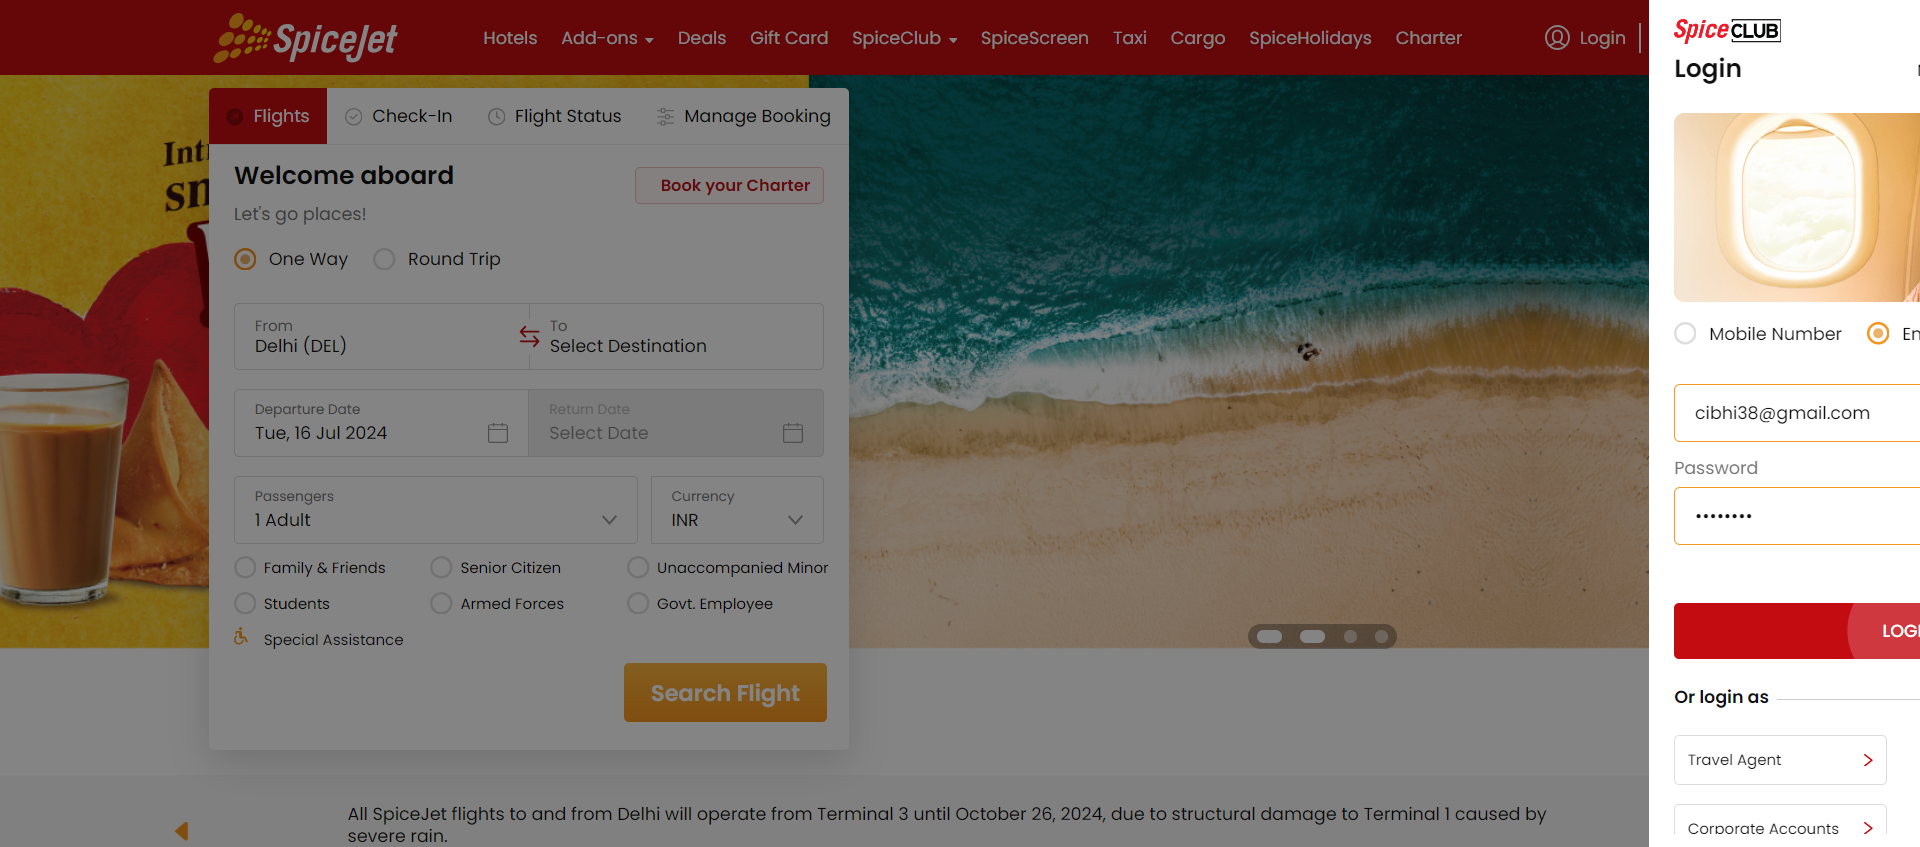 SpiceJet
Hotels
Add-ons
Deals
Gift Card
SpiceClub
SpiceScreen
Taxi
Cargo
SpiceHolidays
Charter
Login
Flights
Check-In
Flight Status
Manage Booking
Welcome aboard
Book your Charter
Let's go places!
One Way
Round Trip
From
Delhi (DEL)
To
Select Destination
Departure Date
Tue, 16 Jul 2024
Return Date
Select Date
Passengers
1 Adult
Currency
INR
Family & Friends
Senior Citizen
Unaccompanied Minor
Students
Armed Forces
Govt. Employee
Special Assistance
Search Flight
All SpiceJet flights to and from Delhi will operate from Terminal 3 until October 26, 2024, due to structural damage to Terminal 1 caused by
severe rain.
SpiceCLUB
Login
Mobile Number
cibhi38@gmail.com
Password
••••••••
Or login as
Travel Agent
Corporate Accounts